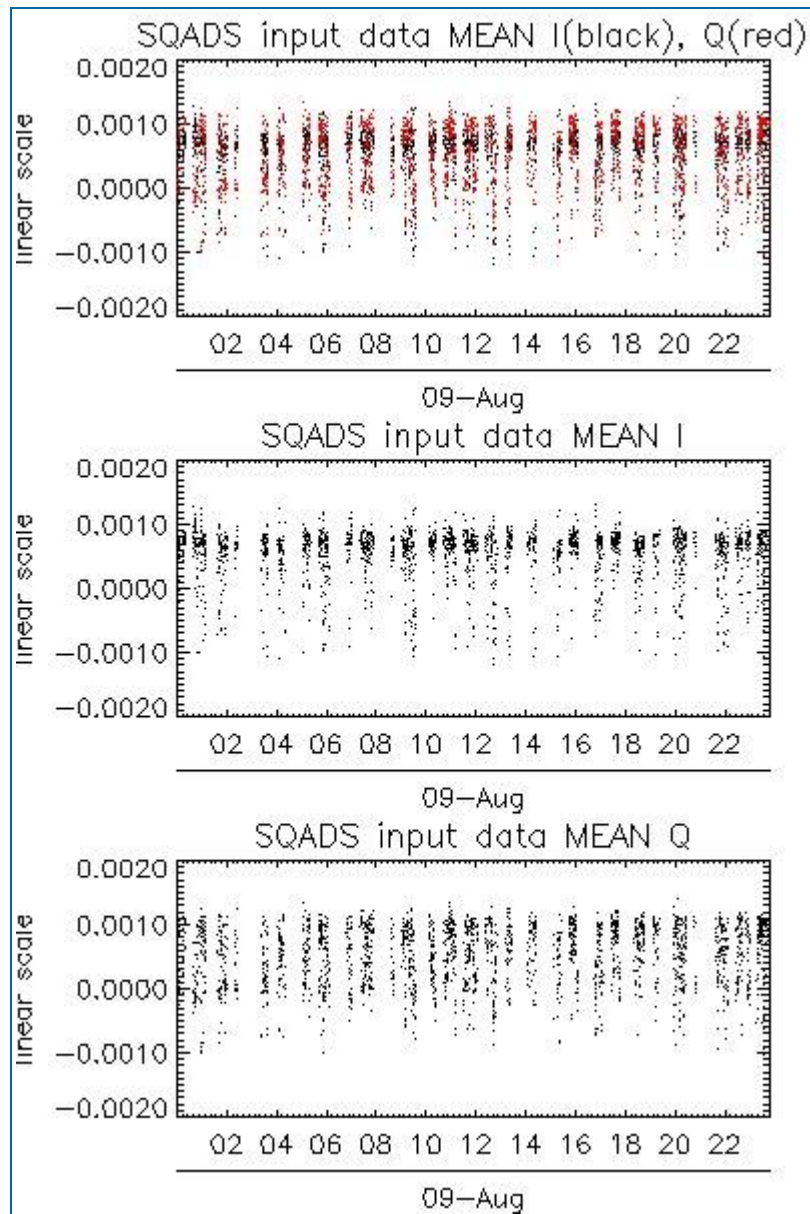 SQADS input data MEAN I(black), Q(red)
0.0020
0.0010
0.0000
−0.0010
−0.0020
linear scale
02 04 06 08 10 12 14 16 18 20 22
09−Aug
SQADS input data MEAN I
0.0020
0.0010
0.0000
−0.0010
−0.0020
linear scale
02 04 06 08 10 12 14 16 18 20 22
09−Aug
SQADS input data MEAN Q
0.0020
0.0010
0.0000
−0.0010
−0.0020
linear scale
02 04 06 08 10 12 14 16 18 20 22
09−Aug